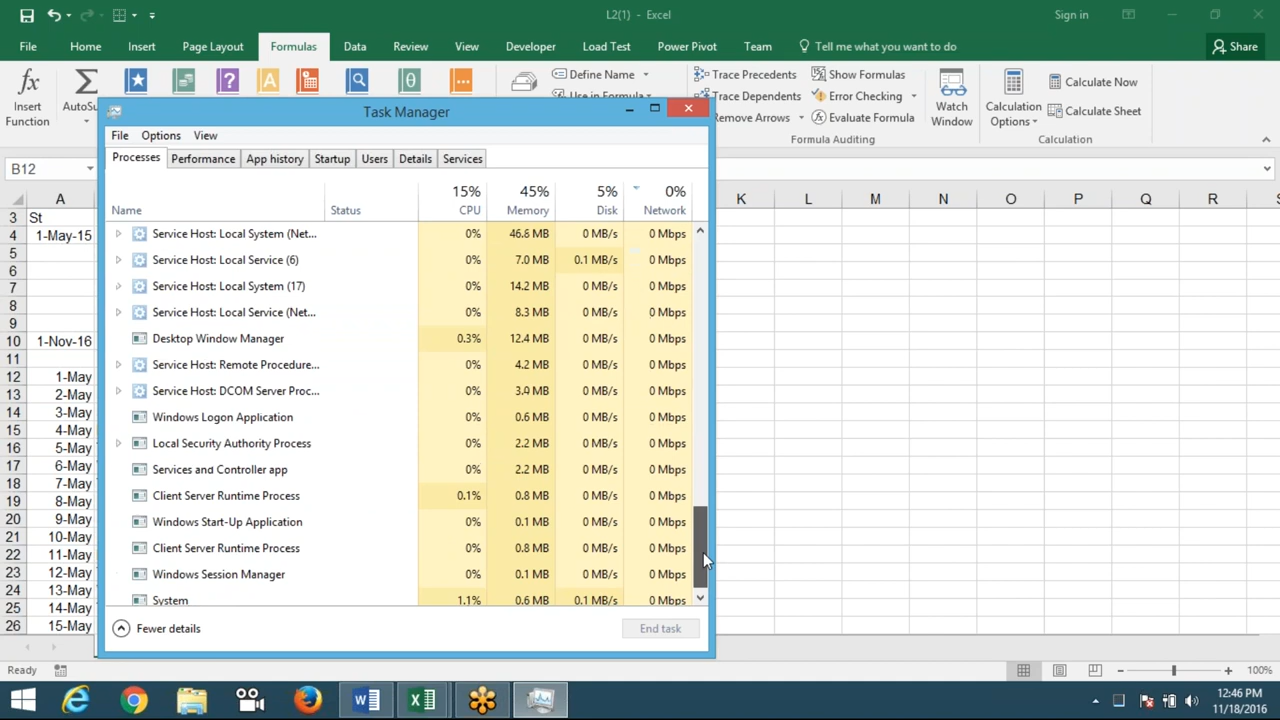 L2(1) - Excel
Sign in
File Home Insert Page Layout Formulas Data Review View Developer Load Test Power Pivot Team Tell me what you want to do Share
Insert Function
AutoSu
Define Name
Use in Formula
Trace Precedents
Trace Dependents
Remove Arrows
Show Formulas
Error Checking
Evaluate Formula
Formula Auditing
Watch Window
Calculation Options
Calculate Now
Calculate Sheet
Calculation
B12
A K L M N O P Q R S
3 St
4 1-May-15
5
6
7
8
9
10 1-Nov-16
11
12 1-May
13 2-May
14 3-May
15 4-May
16 5-May
17 6-May
18 7-May
19 8-May
20 9-May
21 10-May
22 11-May
23 12-May
24 13-May
25 14-May
26 15-May
Task Manager
File Options View
Processes Performance App history Startup Users Details Services
15% 45% 5% 0%
Name Status CPU Memory Disk Network
Service Host: Local System (Net... 0% 46.6 MB 0 MB/s 0 Mbps
Service Host: Local Service (6) 0% 7.0 MB 0.1 MB/s 0 Mbps
Service Host: Local System (17) 0% 14.2 MB 0 MB/s 0 Mbps
Service Host: Local Service (Net... 0% 8.3 MB 0 MB/s 0 Mbps
Desktop Window Manager 0.3% 12.4 MB 0 MB/s 0 Mbps
Service Host: Remote Procedure... 0% 4.2 MB 0 MB/s 0 Mbps
Service Host: DCOM Server Proc... 0% 3.9 MB 0 MB/s 0 Mbps
Windows Logon Application 0% 0.6 MB 0 MB/s 0 Mbps
Local Security Authority Process 0% 2.2 MB 0 MB/s 0 Mbps
Services and Controller app 0% 2.2 MB 0 MB/s 0 Mbps
Client Server Runtime Process 0.1% 0.8 MB 0 MB/s 0 Mbps
Windows Start-Up Application 0% 0.1 MB 0 MB/s 0 Mbps
Client Server Runtime Process 0% 0.8 MB 0 MB/s 0 Mbps
Windows Session Manager 0% 0.1 MB 0 MB/s 0 Mbps
System 1.1% 0.6 MB 0.1 MB/s 0 Mbps
Fewer details End task
Ready 100%
12:46 PM
11/18/2016